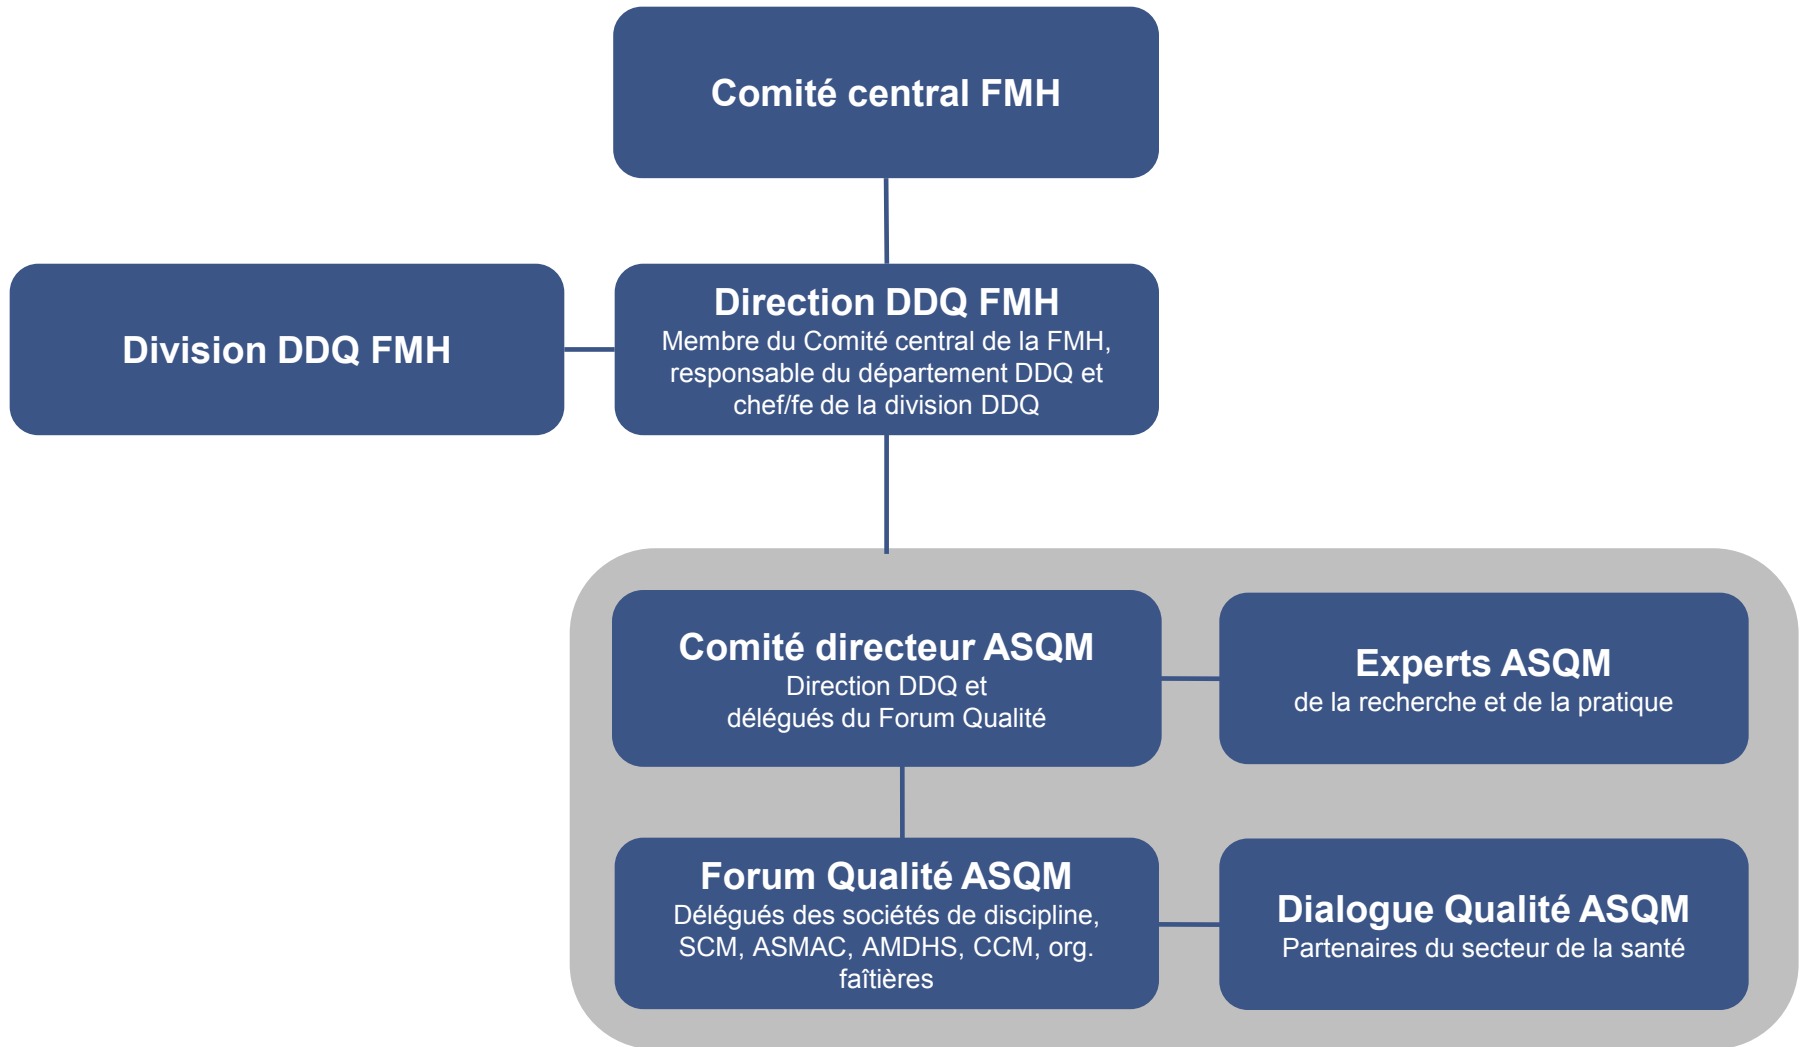 Comité central FMH
Division DDQ FMH
Direction DDQ FMH
Membre du Comité central de la FMH,
responsable du département DDQ et
chef/fe de la division DDQ
Comité directeur ASQM
Direction DDQ et
délégués du Forum Qualité
Experts ASQM
de la recherche et de la pratique
Forum Qualité ASQM
Délégués des sociétés de discipline,
SCM, ASMAC, AMDHS, CCM, org.
faîtières
Dialogue Qualité ASQM
Partenaires du secteur de la santé